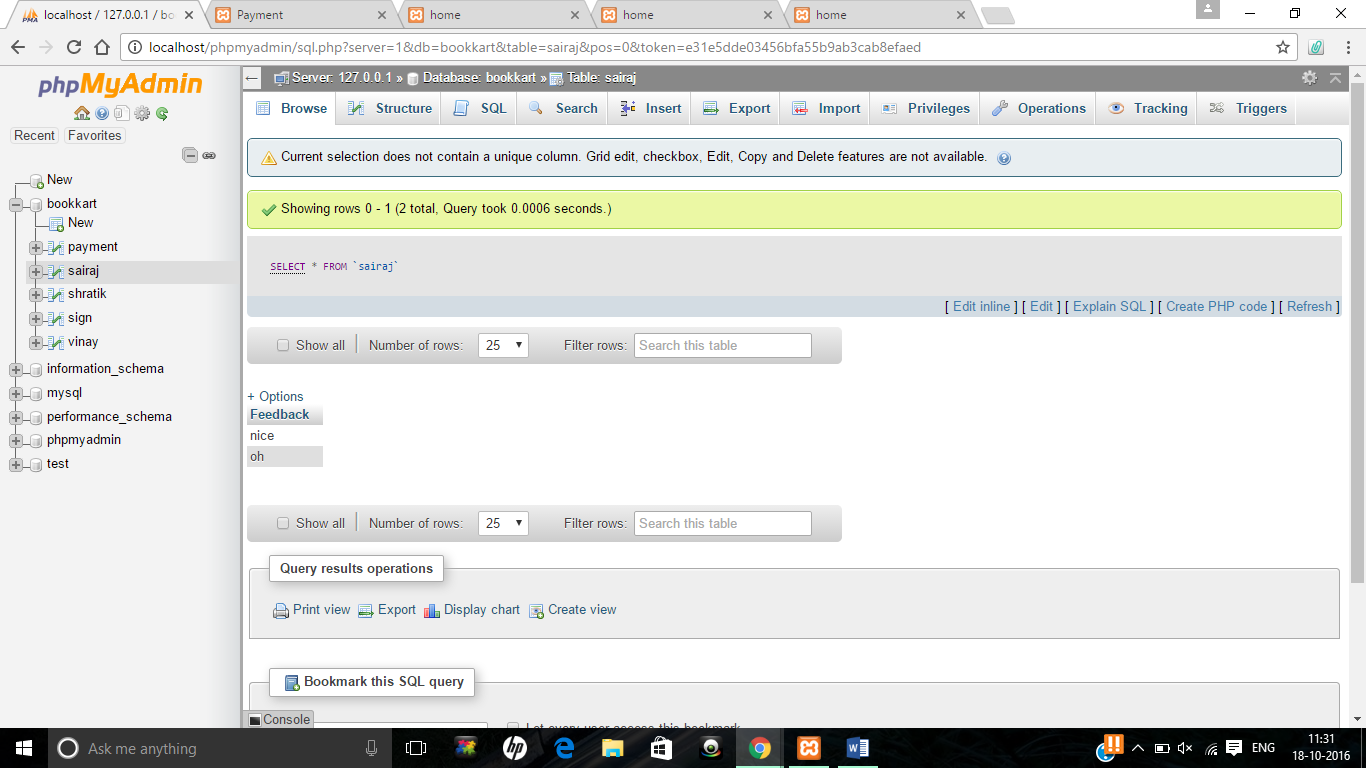 localhost / 127.0.0.1 / bo
Payment
home
home
home
localhost/phpmyadmin/sql.php?server=1&db=bookkart&table=sairaj&pos=0&token=e31e5dde03456bfa55b9ab3cab8efaed
phpMyAdmin
Recent Favorites
New
bookkart
New
payment
sairaj
shratik
sign
vinay
information_schema
mysql
performance_schema
phpmyadmin
test
Server: 127.0.0.1 » Database: bookkart » Table: sairaj
Browse Structure SQL Search Insert Export Import Privileges Operations Tracking Triggers
Current selection does not contain a unique column. Grid edit, checkbox, Edit, Copy and Delete features are not available.
Showing rows 0 - 1 (2 total, Query took 0.0006 seconds.)
SELECT * FROM `sairaj`
[ Edit inline ] [ Edit ] [ Explain SQL ] [ Create PHP code ] [ Refresh ]
Show all Number of rows: 25 Filter rows: Search this table
+ Options
Feedback
nice
oh
Show all Number of rows: 25 Filter rows: Search this table
Query results operations
Print view Export Display chart Create view
Bookmark this SQL query
Let every user access this bookmark
Console
Ask me anything
ENG
11:31
18-10-2016